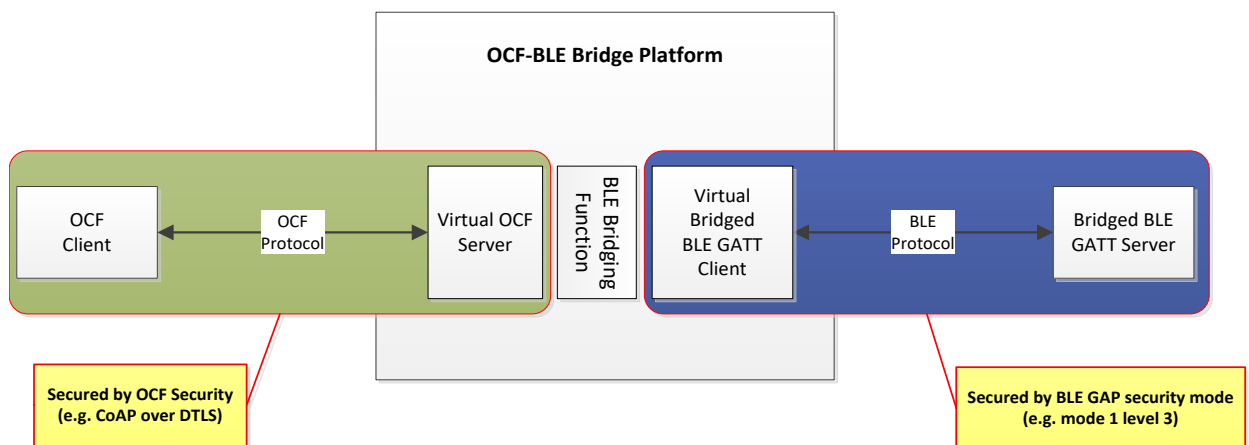 OCF-BLE Bridge Platform
OCF
Client
OCF
Protocol
Virtual OCF
Server
BLE Bridging
Function
Virtual
Bridged
BLE GATT
Client
BLE
Protocol
Bridged BLE
GATT Server
Secured by OCF Security
(e.g. CoAP over DTLS)
Secured by BLE GAP security mode
(e.g. mode 1 level 3)